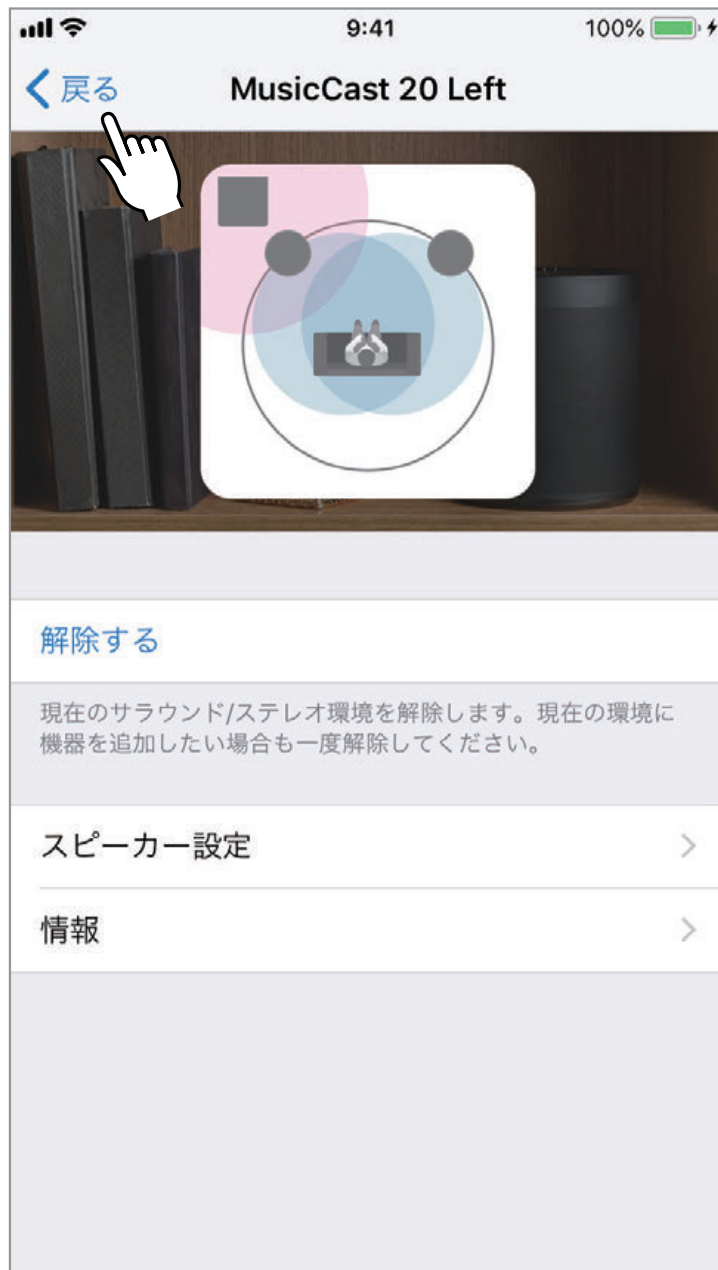 9:41
100%
戻る
MusicCast 20 Left
解除する
現在のサラウンド/ステレオ環境を解除します。現在の環境に
機器を追加したい場合も一度解除してください。
スピーカー設定
情報